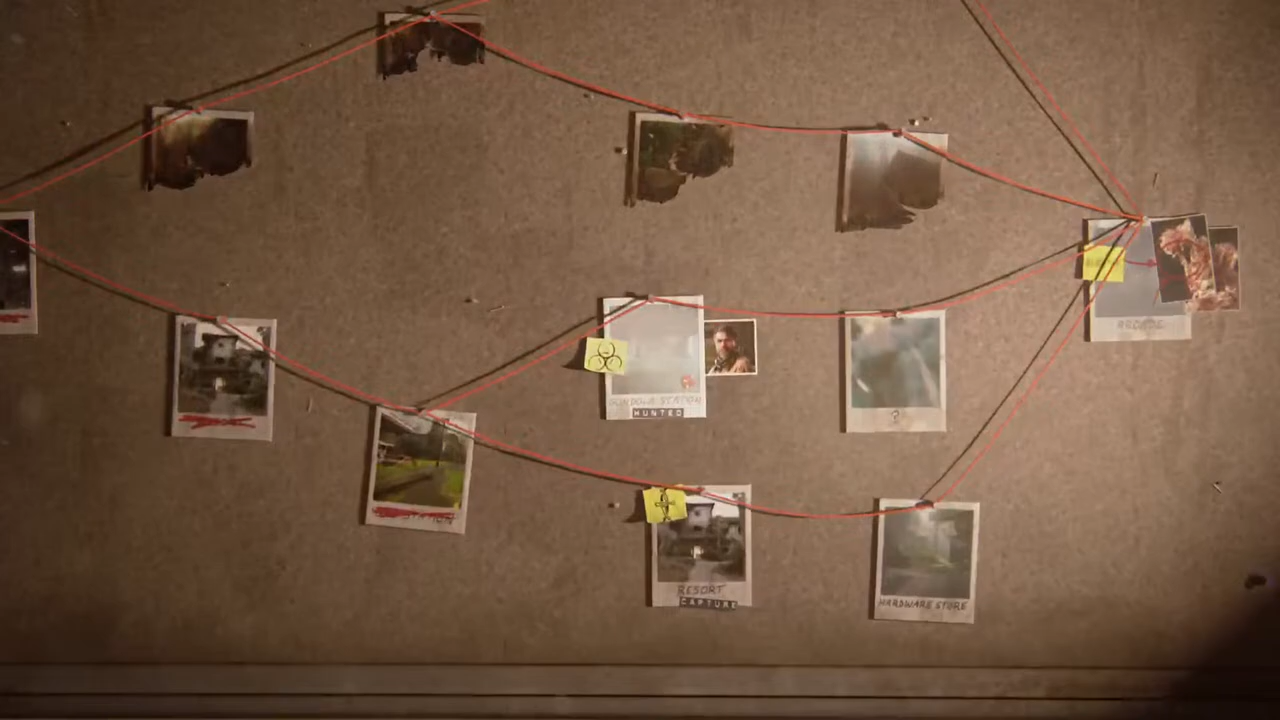 GONDOLA STATION
HUNTED
?
ARCADE
RESORT
CAPTURE
HARDWARE STORE